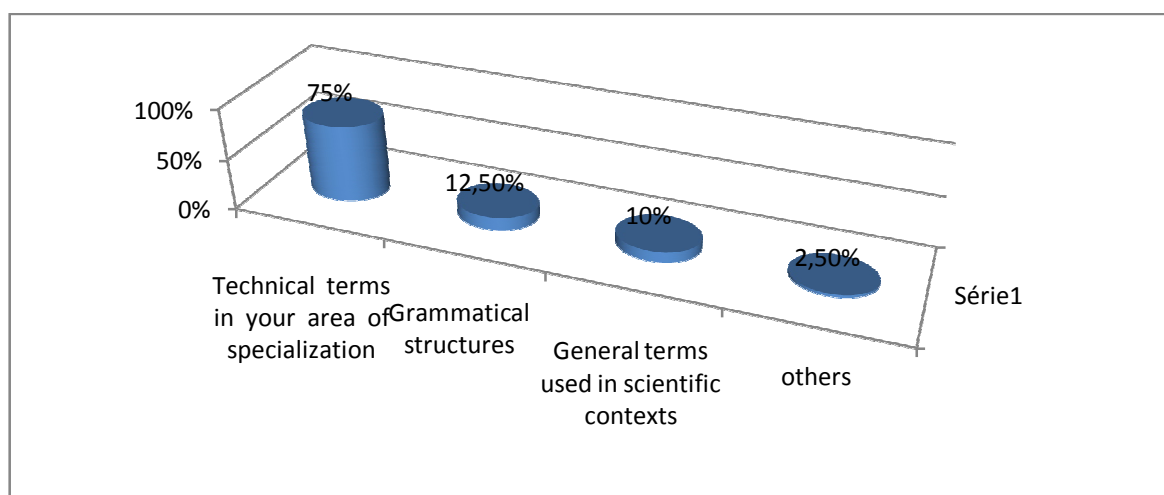 100%
50%
0%
75%
12,50%
10%
2,50%
Technical terms
in your area of
specialization
Grammatical
structures
General terms
used in scientific
contexts
others
Série1